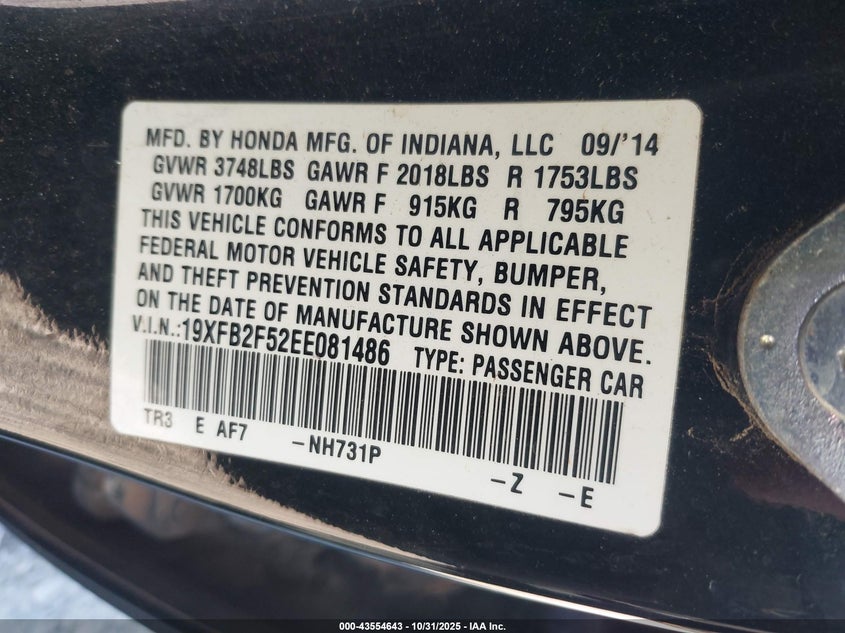 MFD. BY HONDA MFG. OF INDIANA, LLC 09/'14
GVWR 3748LBS GAWR F 2018LBS R 1753LBS
GVWR 1700KG GAWR F 915KG R 795KG
THIS VEHICLE CONFORMS TO ALL APPLICABLE
FEDERAL MOTOR VEHICLE SAFETY, BUMPER,
AND THEFT PREVENTION STANDARDS IN EFFECT
ON THE DATE OF MANUFACTURE SHOWN ABOVE.
V.I.N.:19XFB2F52EE081486 TYPE: PASSENGER CAR
TR3 E AF7 -NH731P -Z -E
000-43554643 - 10/31/2025 - IAA Inc.